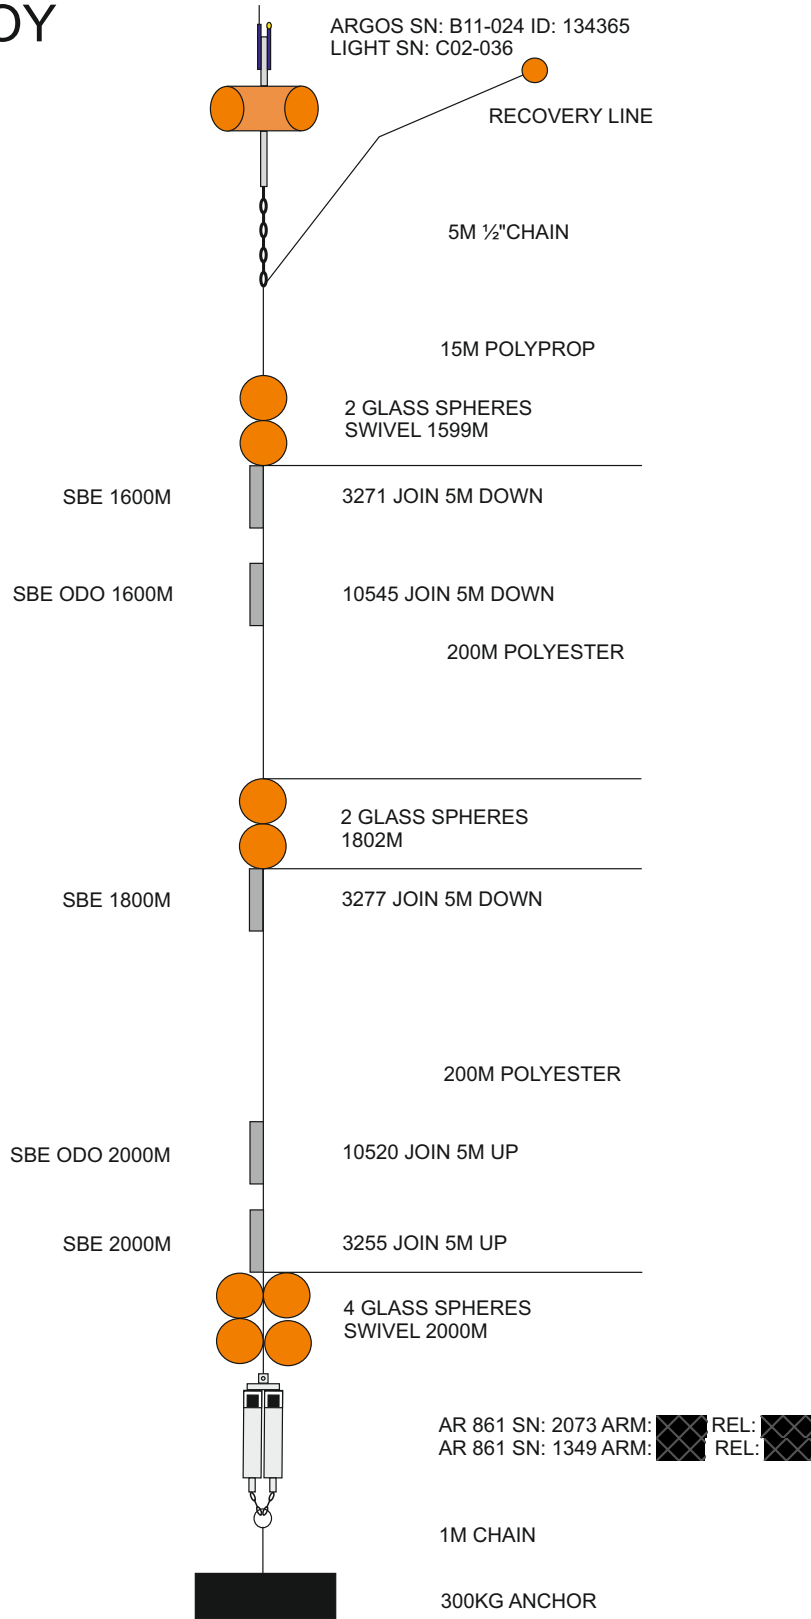 OY
ARGOS SN: B11-024 ID: 134365
LIGHT SN: C02-036
RECOVERY LINE
5M ½"CHAIN
15M POLYPROP
2 GLASS SPHERES
SWIVEL 1599M
SBE 1600M
3271 JOIN 5M DOWN
SBE ODO 1600M
10545 JOIN 5M DOWN
200M POLYESTER
2 GLASS SPHERES
1802M
SBE 1800M
3277 JOIN 5M DOWN
200M POLYESTER
SBE ODO 2000M
10520 JOIN 5M UP
SBE 2000M
3255 JOIN 5M UP
4 GLASS SPHERES
SWIVEL 2000M
AR 861 SN: 2073 ARM: REL:
AR 861 SN: 1349 ARM: REL:
1M CHAIN
300KG ANCHOR